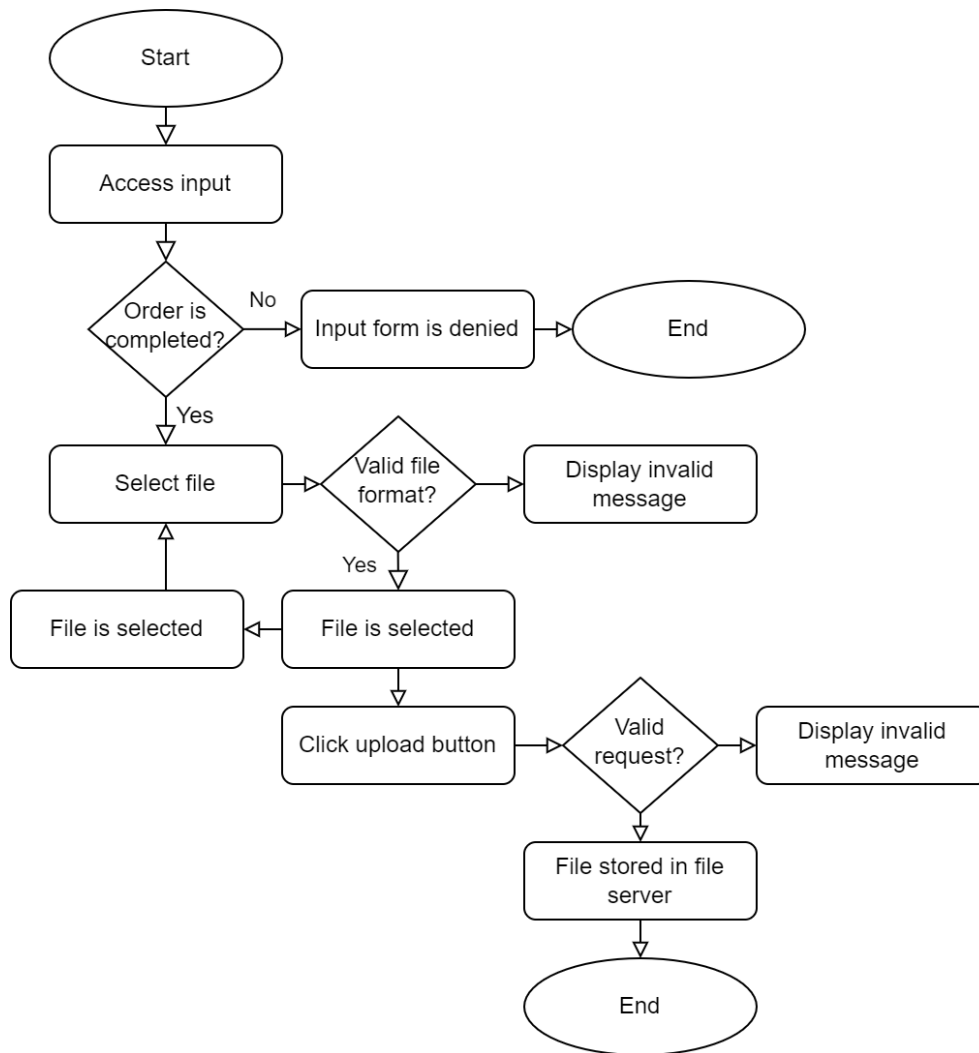 Start
Access input
Order is
completed?
No
Input form is denied
End
Yes
Select file
Valid file
format?
Display invalid
message
Yes
File is selected
File is selected
Click upload button
Valid
request?
Display invalid
message
File stored in file
server
End